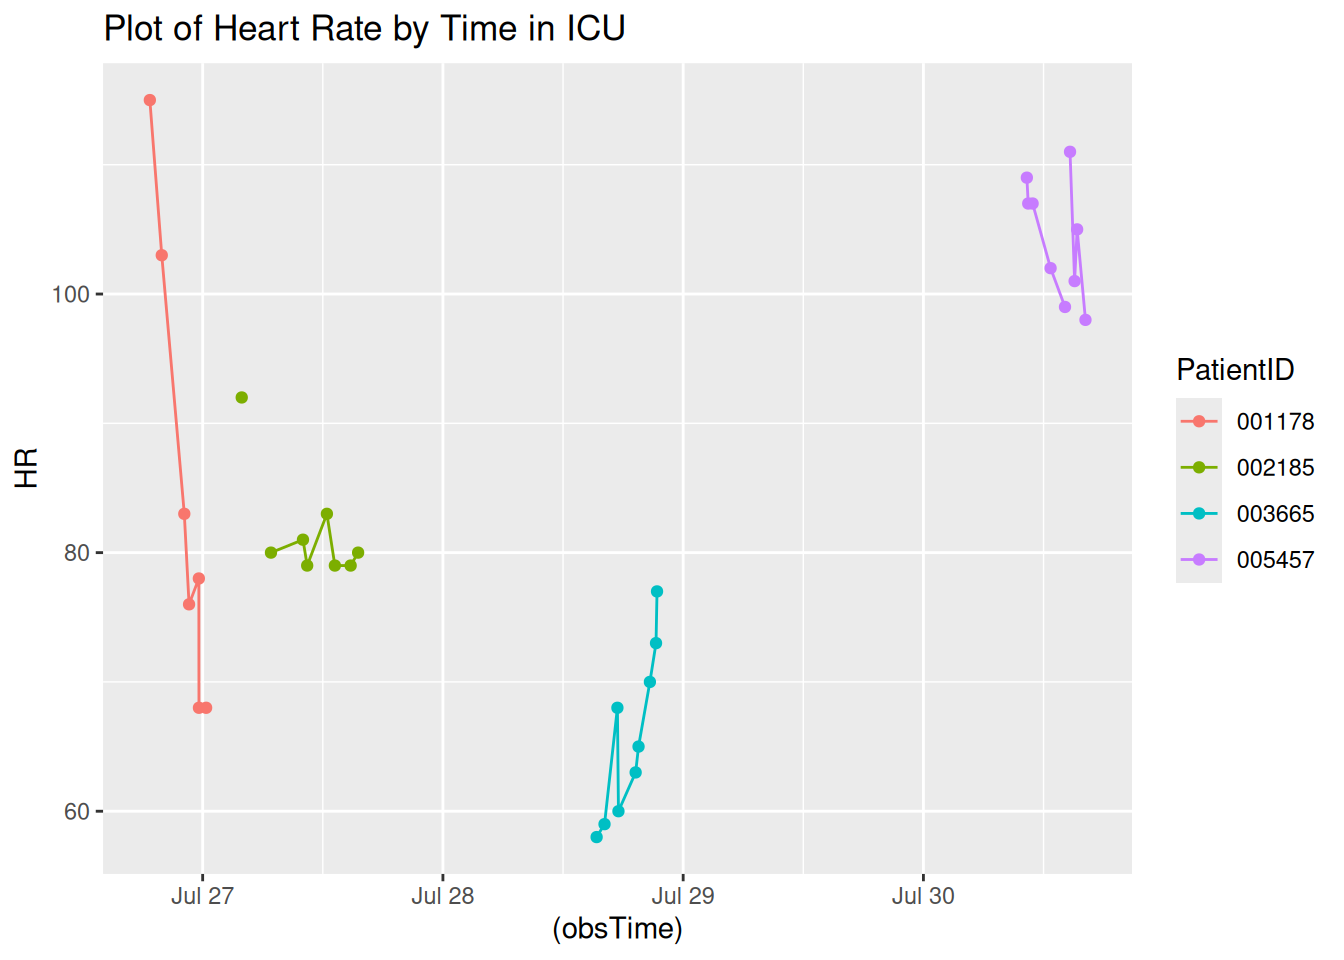 Plot of Heart Rate by Time in ICU
HR
100
80
60
Jul 27
Jul 28
Jul 29
Jul 30
(obsTime)
PatientID
001178
002185
003665
005457